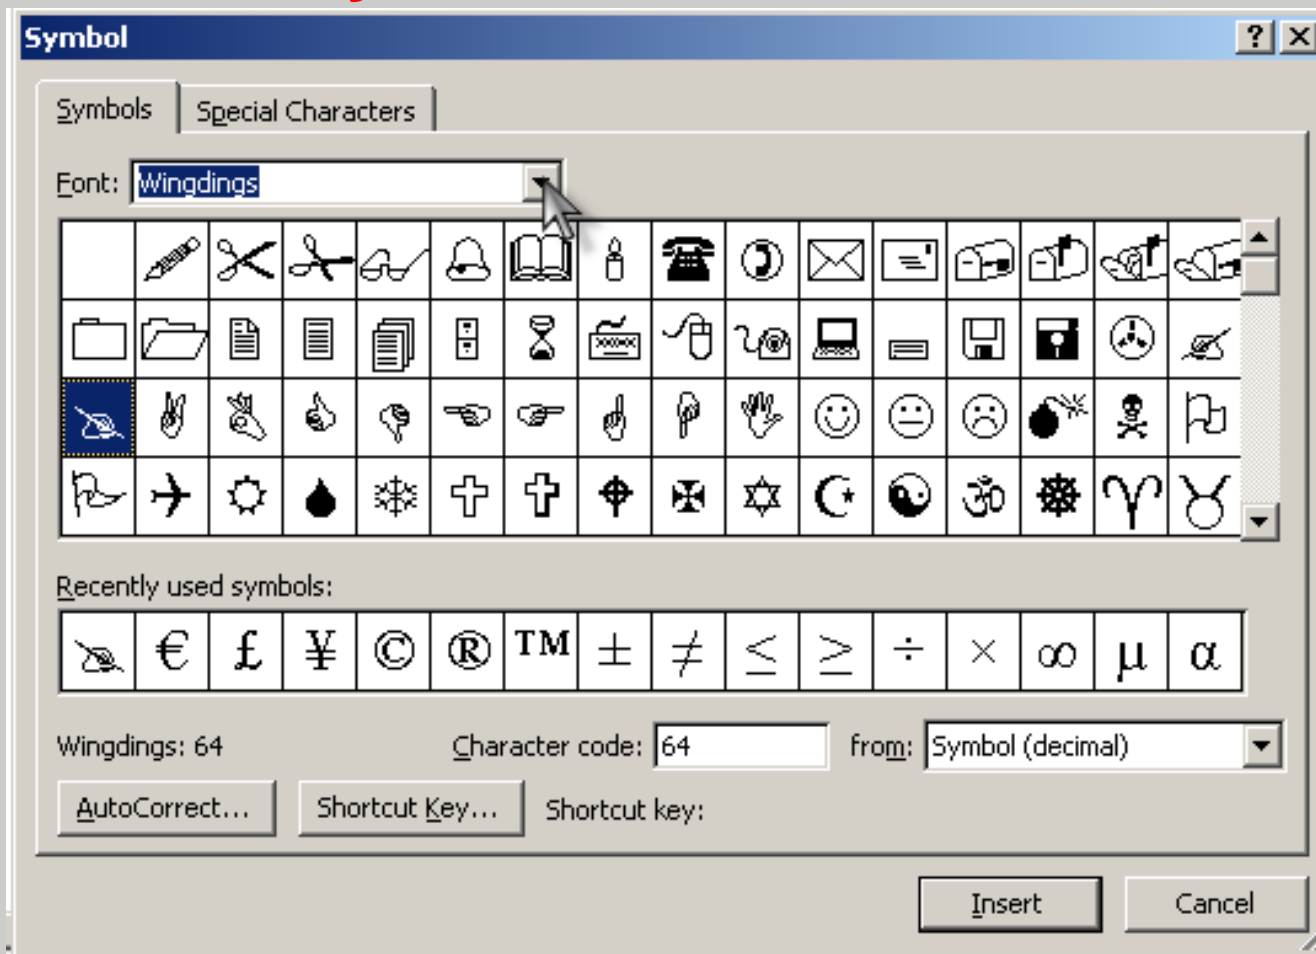 Symbol
Symbols Special Characters
Font: Wingdings
Recently used symbols:
€ £ ¥ © ® TM ± ≠ ≤ ≥ ÷ × ∞ µ α
Wingdings: 64 Character code: 64 from: Symbol (decimal)
AutoCorrect... Shortcut Key... Shortcut key:
Insert Cancel